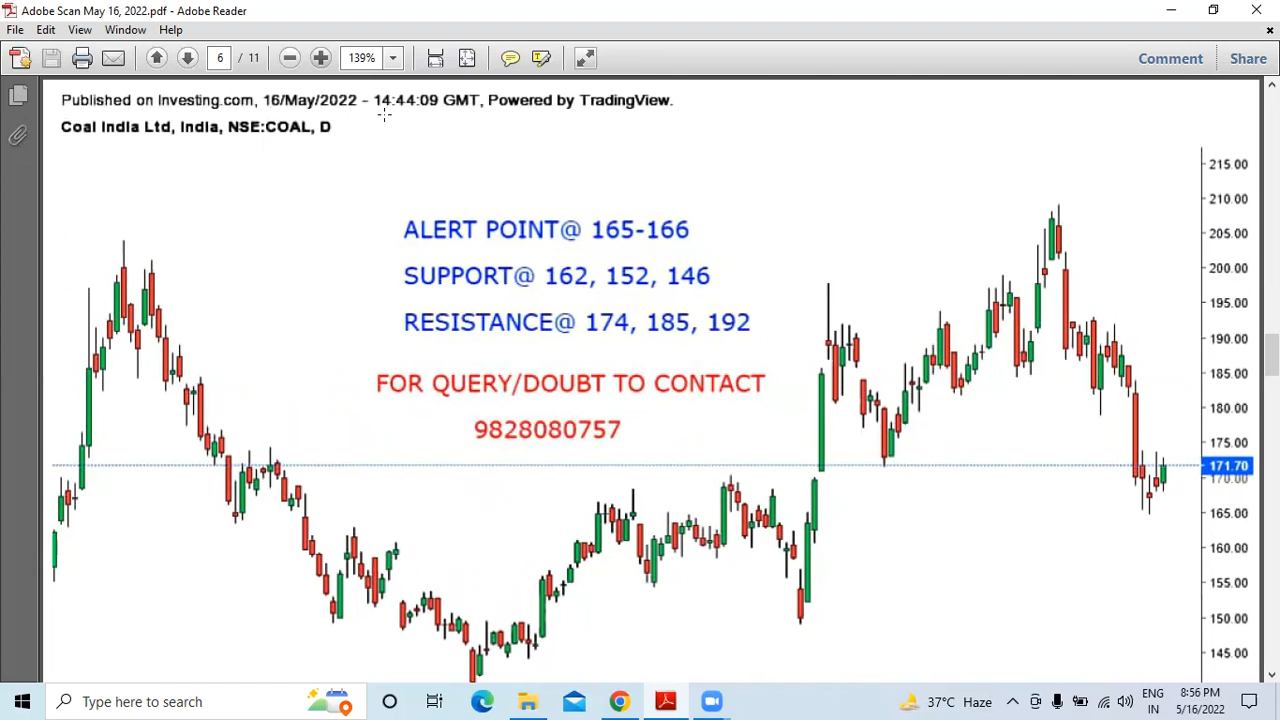 Adobe Scan May 16, 2022.pdf - Adobe Reader
File Edit View Window Help
6 / 11 139% Comment Share
Published on Investing.com, 16/May/2022 - 14:44:09 GMT, Powered by TradingView.
Coal India Ltd, India, NSE:COAL, D
215.00
210.00
ALERT POINT@ 165-166
205.00
200.00
SUPPORT@ 162, 152, 146
195.00
RESISTANCE@ 174, 185, 192
190.00
185.00
FOR QUERY/DOUBT TO CONTACT
180.00
9828080757
175.00
171.70
170.00
165.00
160.00
155.00
150.00
145.00
Type here to search
37°C Haze
ENG
IN
8:56 PM
5/16/2022